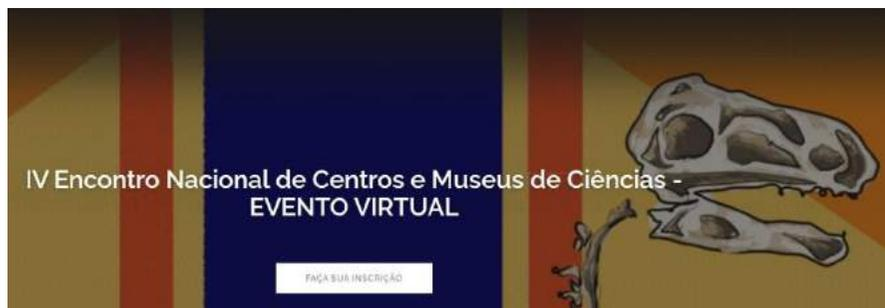 IV Encontro Nacional de Centros e Museus de Ciências -
EVENTO VIRTUAL
FAÇA SUA INSCRIÇÃO